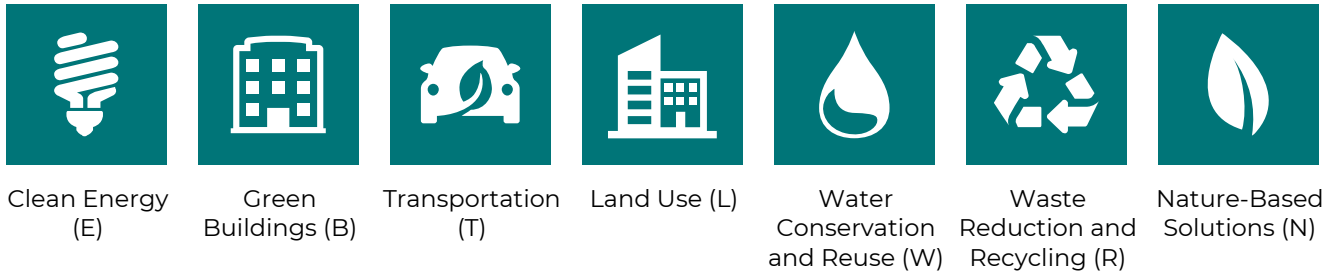 Clean Energy
(E)
Green
Buildings (B)
Transportation
(T)
Land Use (L)
Water
Conservation
and Reuse (W)
Waste
Reduction and
Recycling (R)
Nature-Based
Solutions (N)